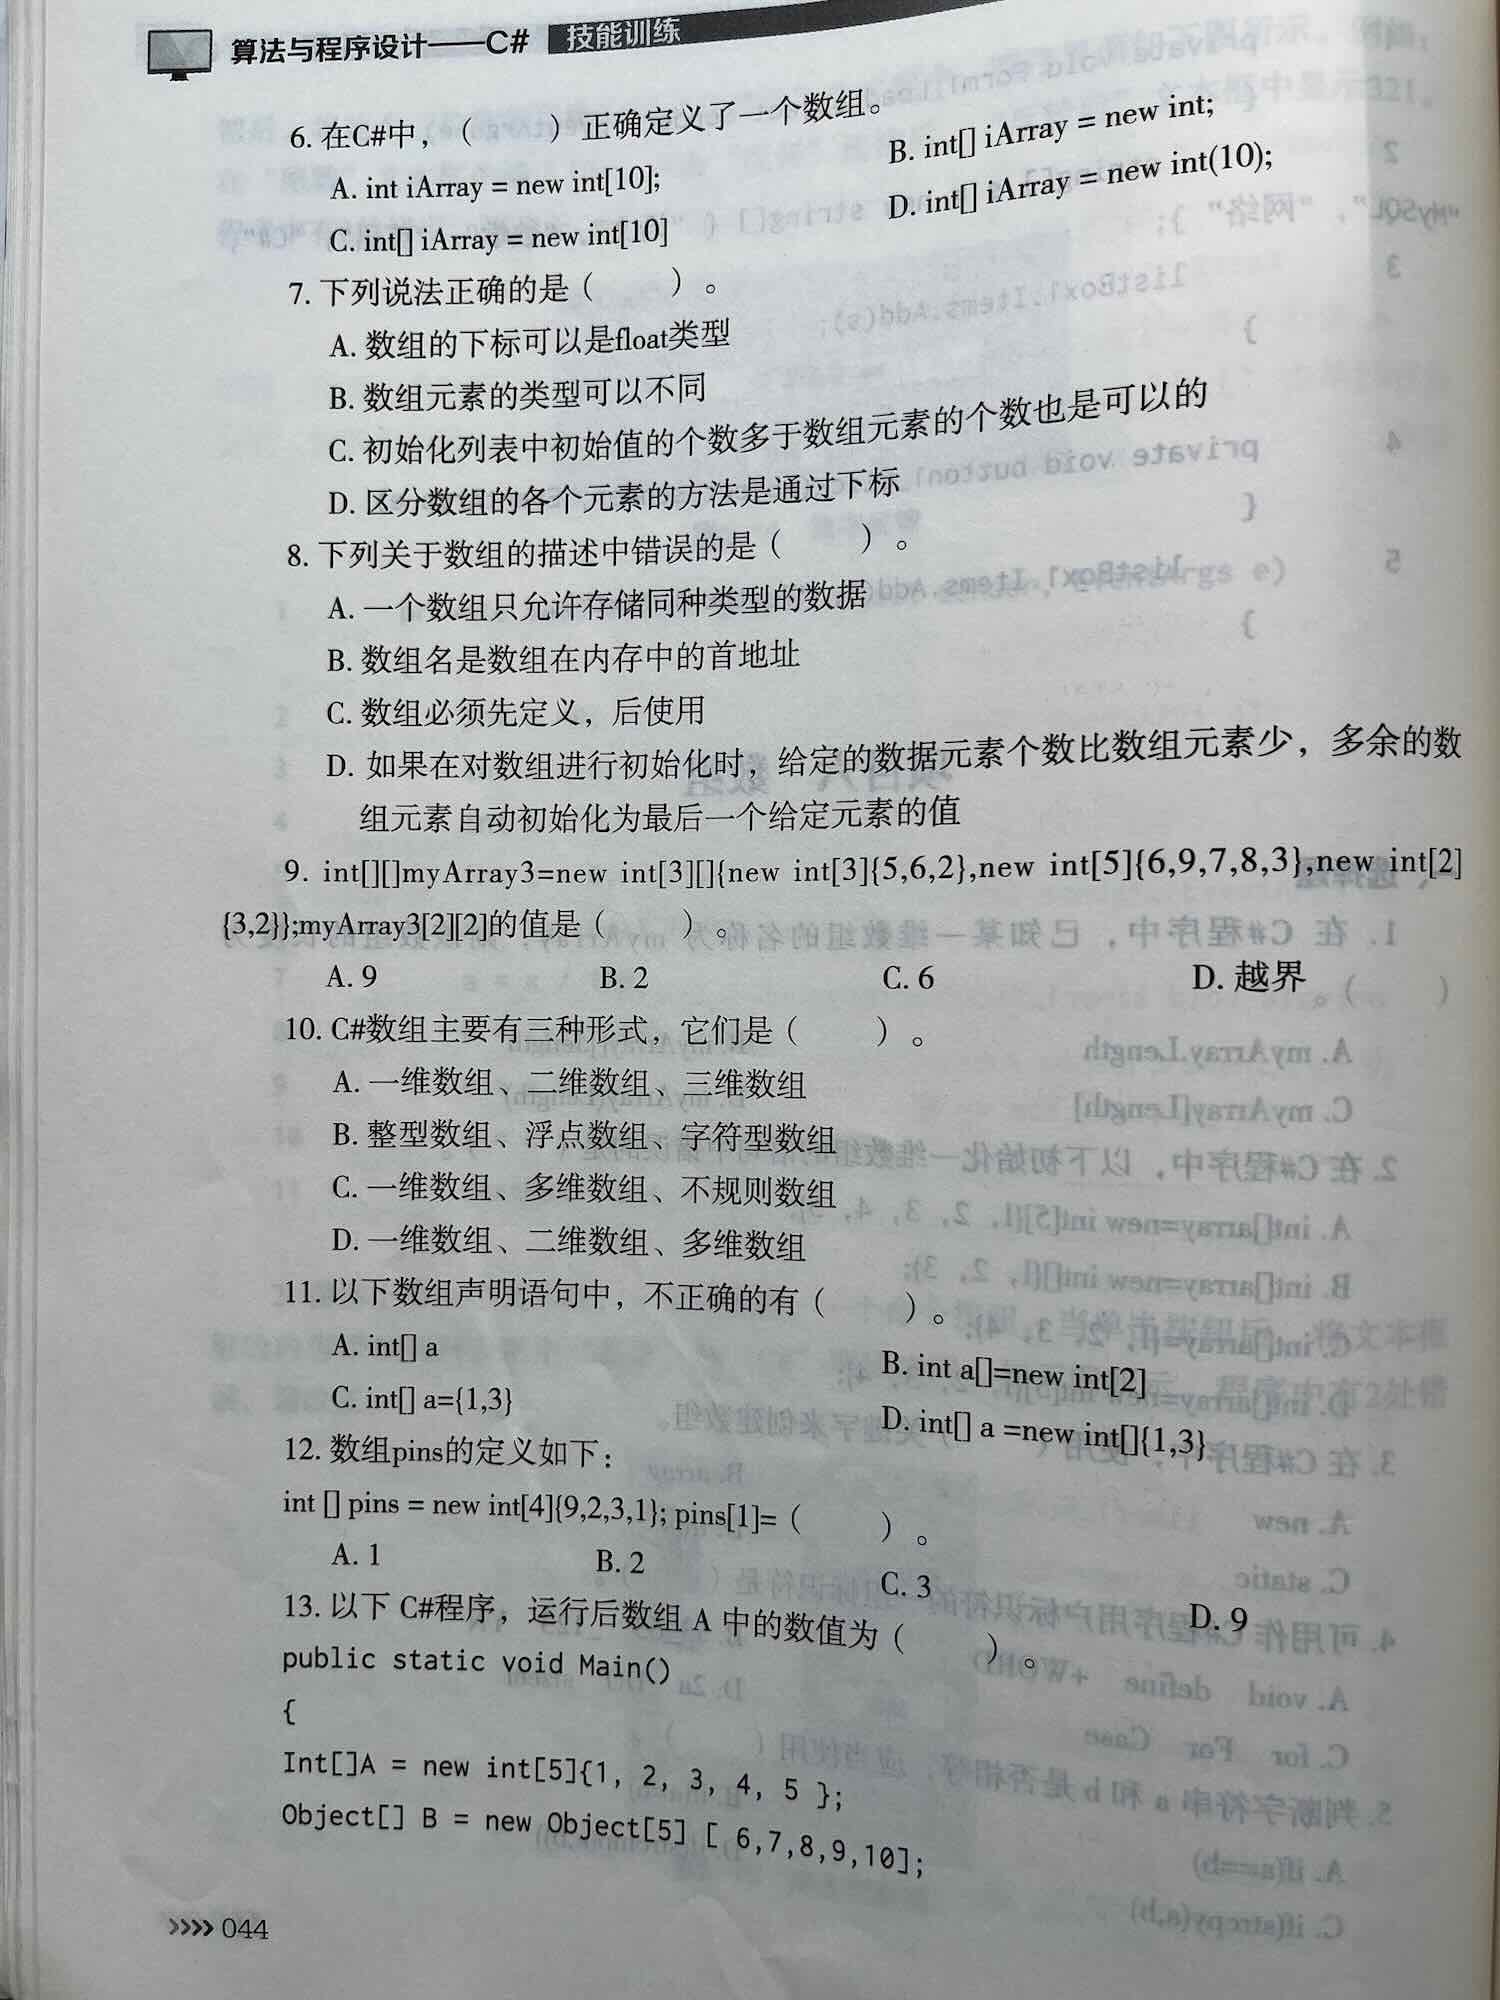 算法与程序设计——C# 技能训练
6. 在C#中，（ ）正确定义了一个数组。
A. int iArray = new int[10];
B. int[] iArray = new int;
C. int[] iArray = new int[10]
D. int[] iArray = new int(10);
7. 下列说法正确的是（ ）。
A. 数组的下标可以是float类型
B. 数组元素的类型可以不同
C. 初始化列表中初始值的个数多于数组元素的个数也是可以的
D. 区分数组的各个元素的方法是通过下标
8. 下列关于数组的描述中错误的是（ ）。
A. 一个数组只允许存储同种类型的数据
B. 数组名是数组在内存中的首地址
C. 数组必须先定义，后使用
D. 如果在对数组进行初始化时，给定的数据元素个数比数组元素少，多余的数
组元素自动初始化为最后一个给定元素的值
9. int[][]myArray3=new int[3][]{new int[3]{5,6,2},new int[5]{6,9,7,8,3},new int[2]
{3,2}};myArray3[2][2]的值是（ ）。
A. 9 B. 2 C. 6 D. 越界
10. C#数组主要有三种形式，它们是（ ）。
A. 一维数组、二维数组、三维数组
B. 整型数组、浮点数组、字符型数组
C. 一维数组、多维数组、不规则数组
D. 一维数组、二维数组、多维数组
11. 以下数组声明语句中，不正确的有（ ）。
A. int[] a
B. int a[]=new int[2]
C. int[] a={1,3}
D. int[] a =new int[]{1,3}
12. 数组pins的定义如下：
int [] pins = new int[4]{9,2,3,1}; pins[1]=（ ）。
A. 1 B. 2 C. 3 D. 9
13. 以下 C#程序，运行后数组 A 中的数值为（ ）。
public static void Main()
{
Int[]A = new int[5]{1, 2, 3, 4, 5 };
Object[] B = new Object[5] [ 6,7,8,9,10];
>>>> 044